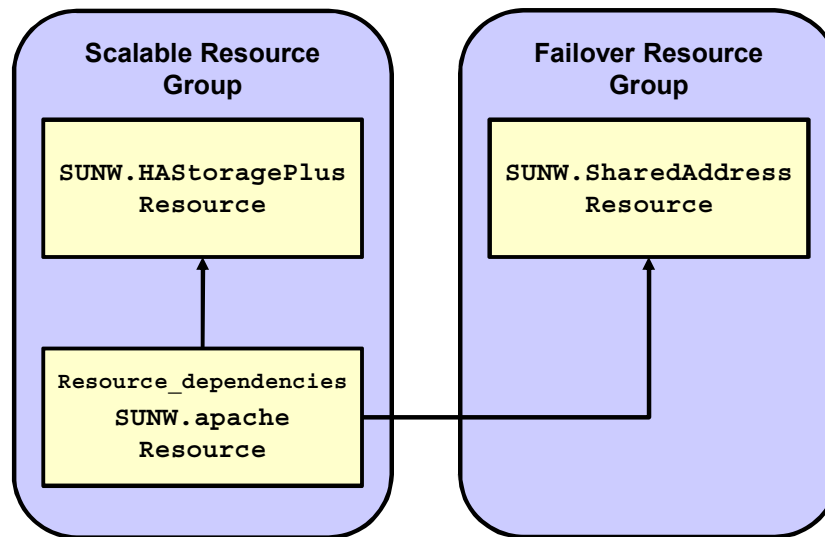 Scalable Resource
Group
SUNW.HAStoragePlus
Resource
Resource_dependencies
SUNW.apache
Resource
Failover Resource
Group
SUNW.SharedAddress
Resource